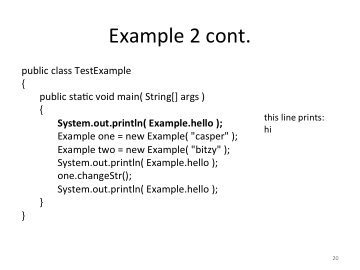 Example 2 cont.
public class TestExample
{
public static void main( String[] args )
{
System.out.println( Example.hello );
this line prints:
hi
Example one = new Example( "casper" );
Example two = new Example( "bitzy" );
System.out.println( Example.hello );
one.changeStr();
System.out.println( Example.hello );
}
}
20